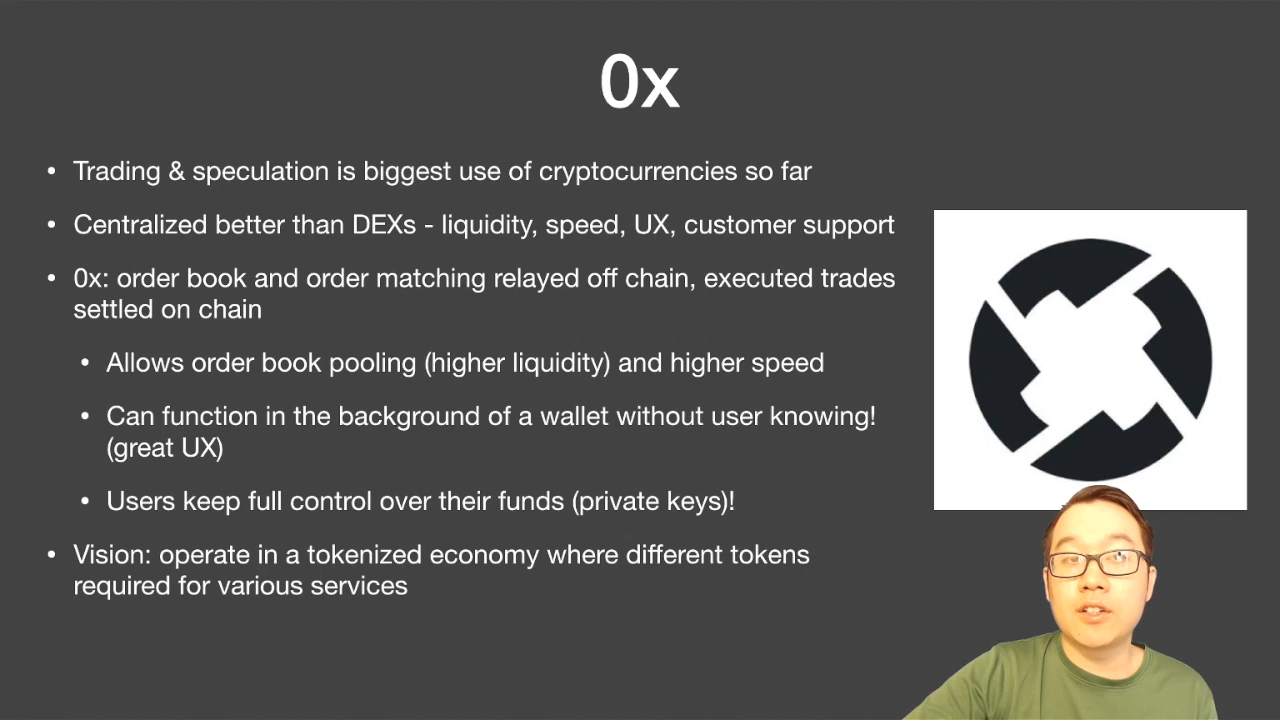 0x
• Trading & speculation is biggest use of cryptocurrencies so far
• Centralized better than DEXs - liquidity, speed, UX, customer support
• 0x: order book and order matching relayed off chain, executed trades
settled on chain
• Allows order book pooling (higher liquidity) and higher speed
• Can function in the background of a wallet without user knowing!
(great UX)
• Users keep full control over their funds (private keys)!
• Vision: operate in a tokenized economy where different tokens
required for various services